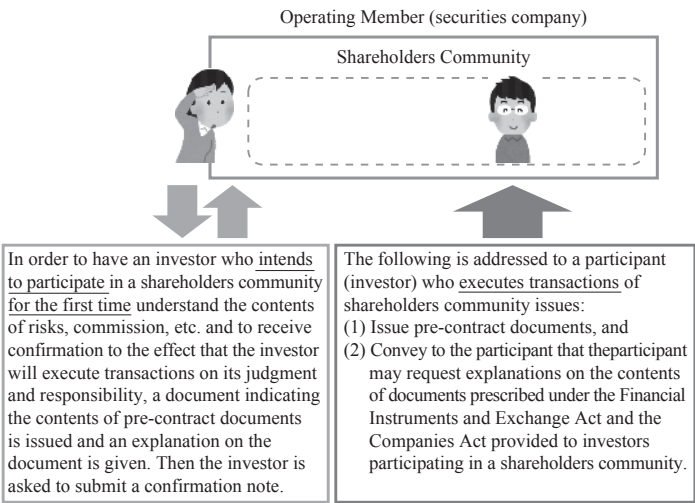 Operating Member (securities company)
Shareholders Community
In order to have an investor who intends
to participate in a shareholders community
for the first time understand the contents
of risks, commission, etc. and to receive
confirmation to the effect that the investor
will execute transactions on its judgment
and responsibility, a document indicating
the contents of pre-contract documents
is issued and an explanation on the
document is given. Then the investor is
asked to submit a confirmation note.
The following is addressed to a participant
(investor) who executes transactions of
shareholders community issues:
(1) Issue pre-contract documents, and
(2) Convey to the participant that theparticipant
may request explanations on the contents
of documents prescribed under the Financial
Instruments and Exchange Act and the
Companies Act provided to investors
participating in a shareholders community.